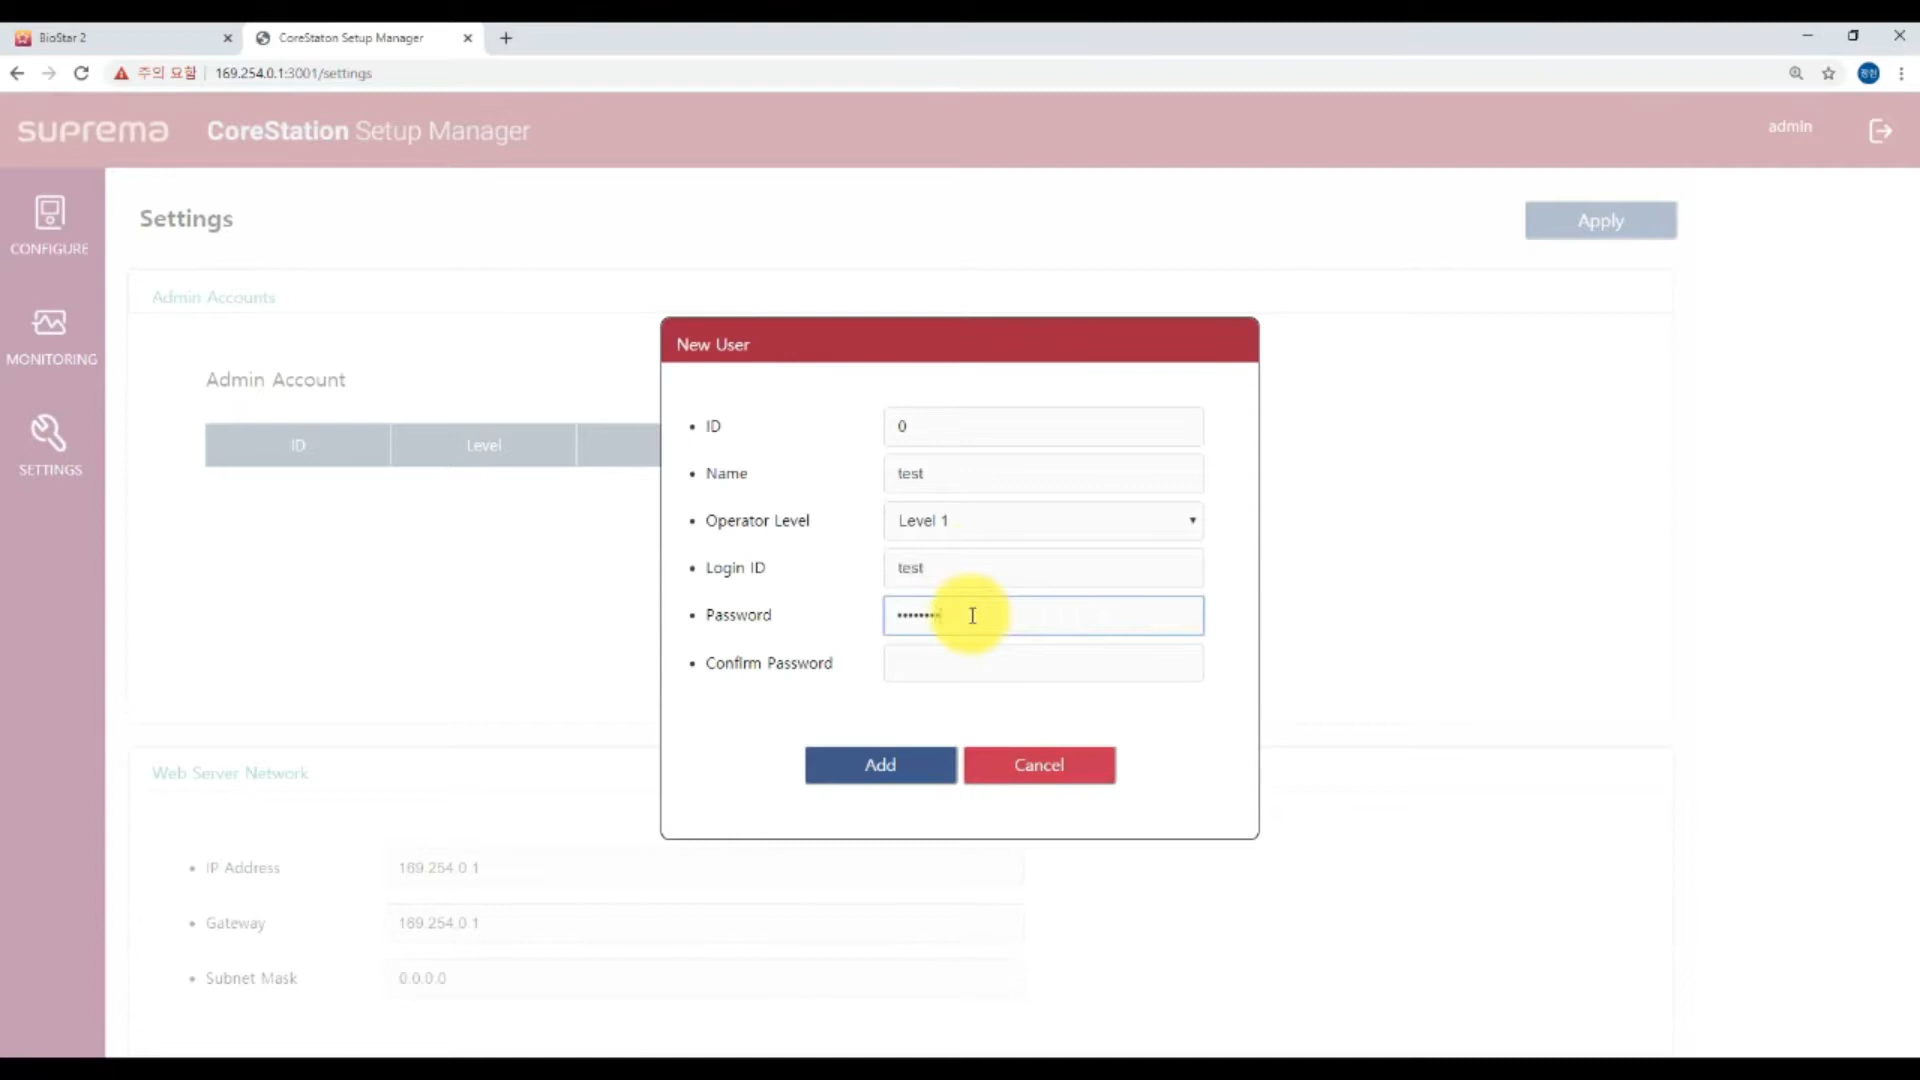 BioStar 2
CoreStaton Setup Manager
주의 요함
169.254.0.1:3001/settings
정진
suprema
CoreStation Setup Manager
admin
CONFIGURE
MONITORING
SETTINGS
Settings
Apply
Admin Accounts
Admin Account
ID
Level
New User
ID
0
Name
test
Operator Level
Level 1
Login ID
test
Password
••••••••
Confirm Password
Add
Cancel
Web Server Network
IP Address
169.254.0.1
Gateway
169.254.0.1
Subnet Mask
0.0.0.0